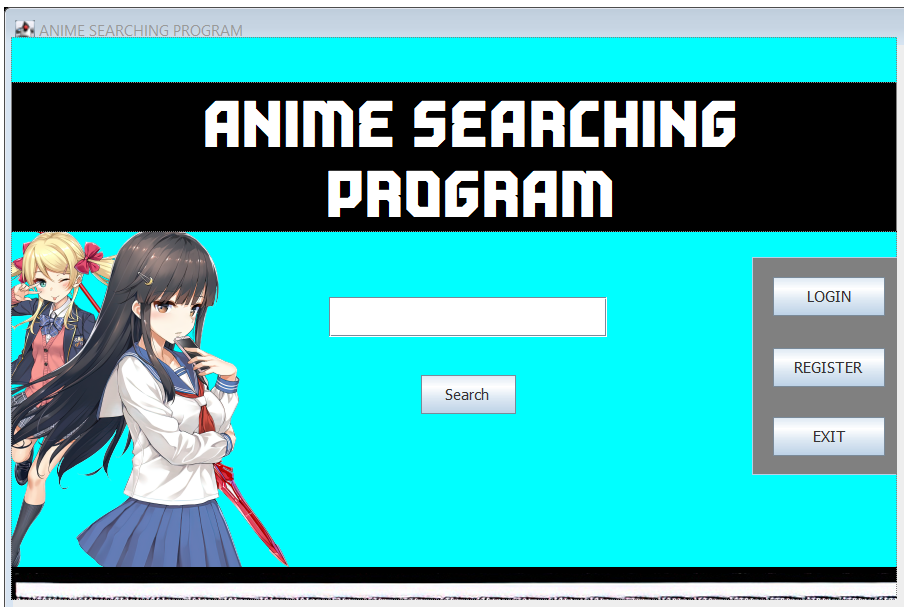 ANIME SEARCHING PROGRAM
ANIME SEARCHING
PROGRAM
LOGIN
Search
REGISTER
EXIT